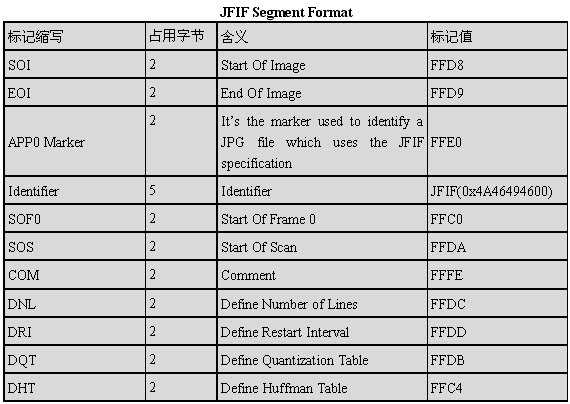 JFIF Segment Format
标记缩写 占用字节 含义 标记值
SOI 2 Start Of Image FFD8
EOI 2 End Of Image FFD9
APP0 Marker 2 It's the marker used to identify a
JPG file which uses the JFIF
specification FFE0
Identifier 5 Identifier JFIF(0x4A46494600)
SOF0 2 Start Of Frame 0 FFC0
SOS 2 Start Of Scan FFDA
COM 2 Comment FFFE
DNL 2 Define Number of Lines FFDC
DRI 2 Define Restart Interval FFDD
DQT 2 Define Quantization Table FFDB
DHT 2 Define Huffman Table FFC4